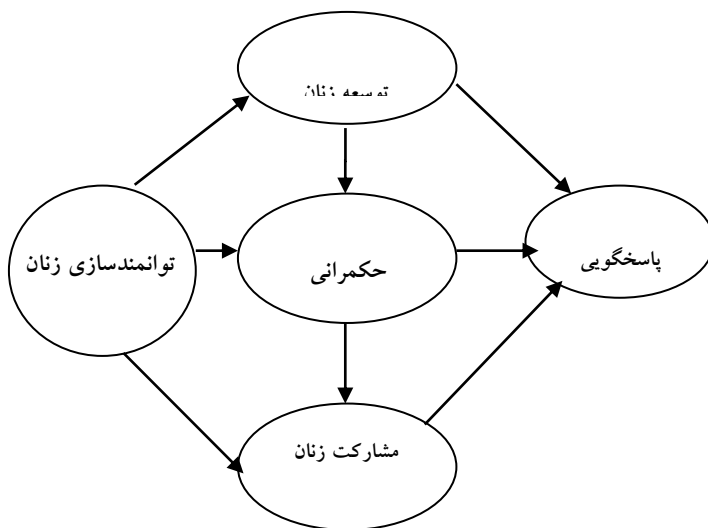 توسعه زنان
توانمندسازی زنان
حکمرانی
پاسخگویی
مشارکت زنان